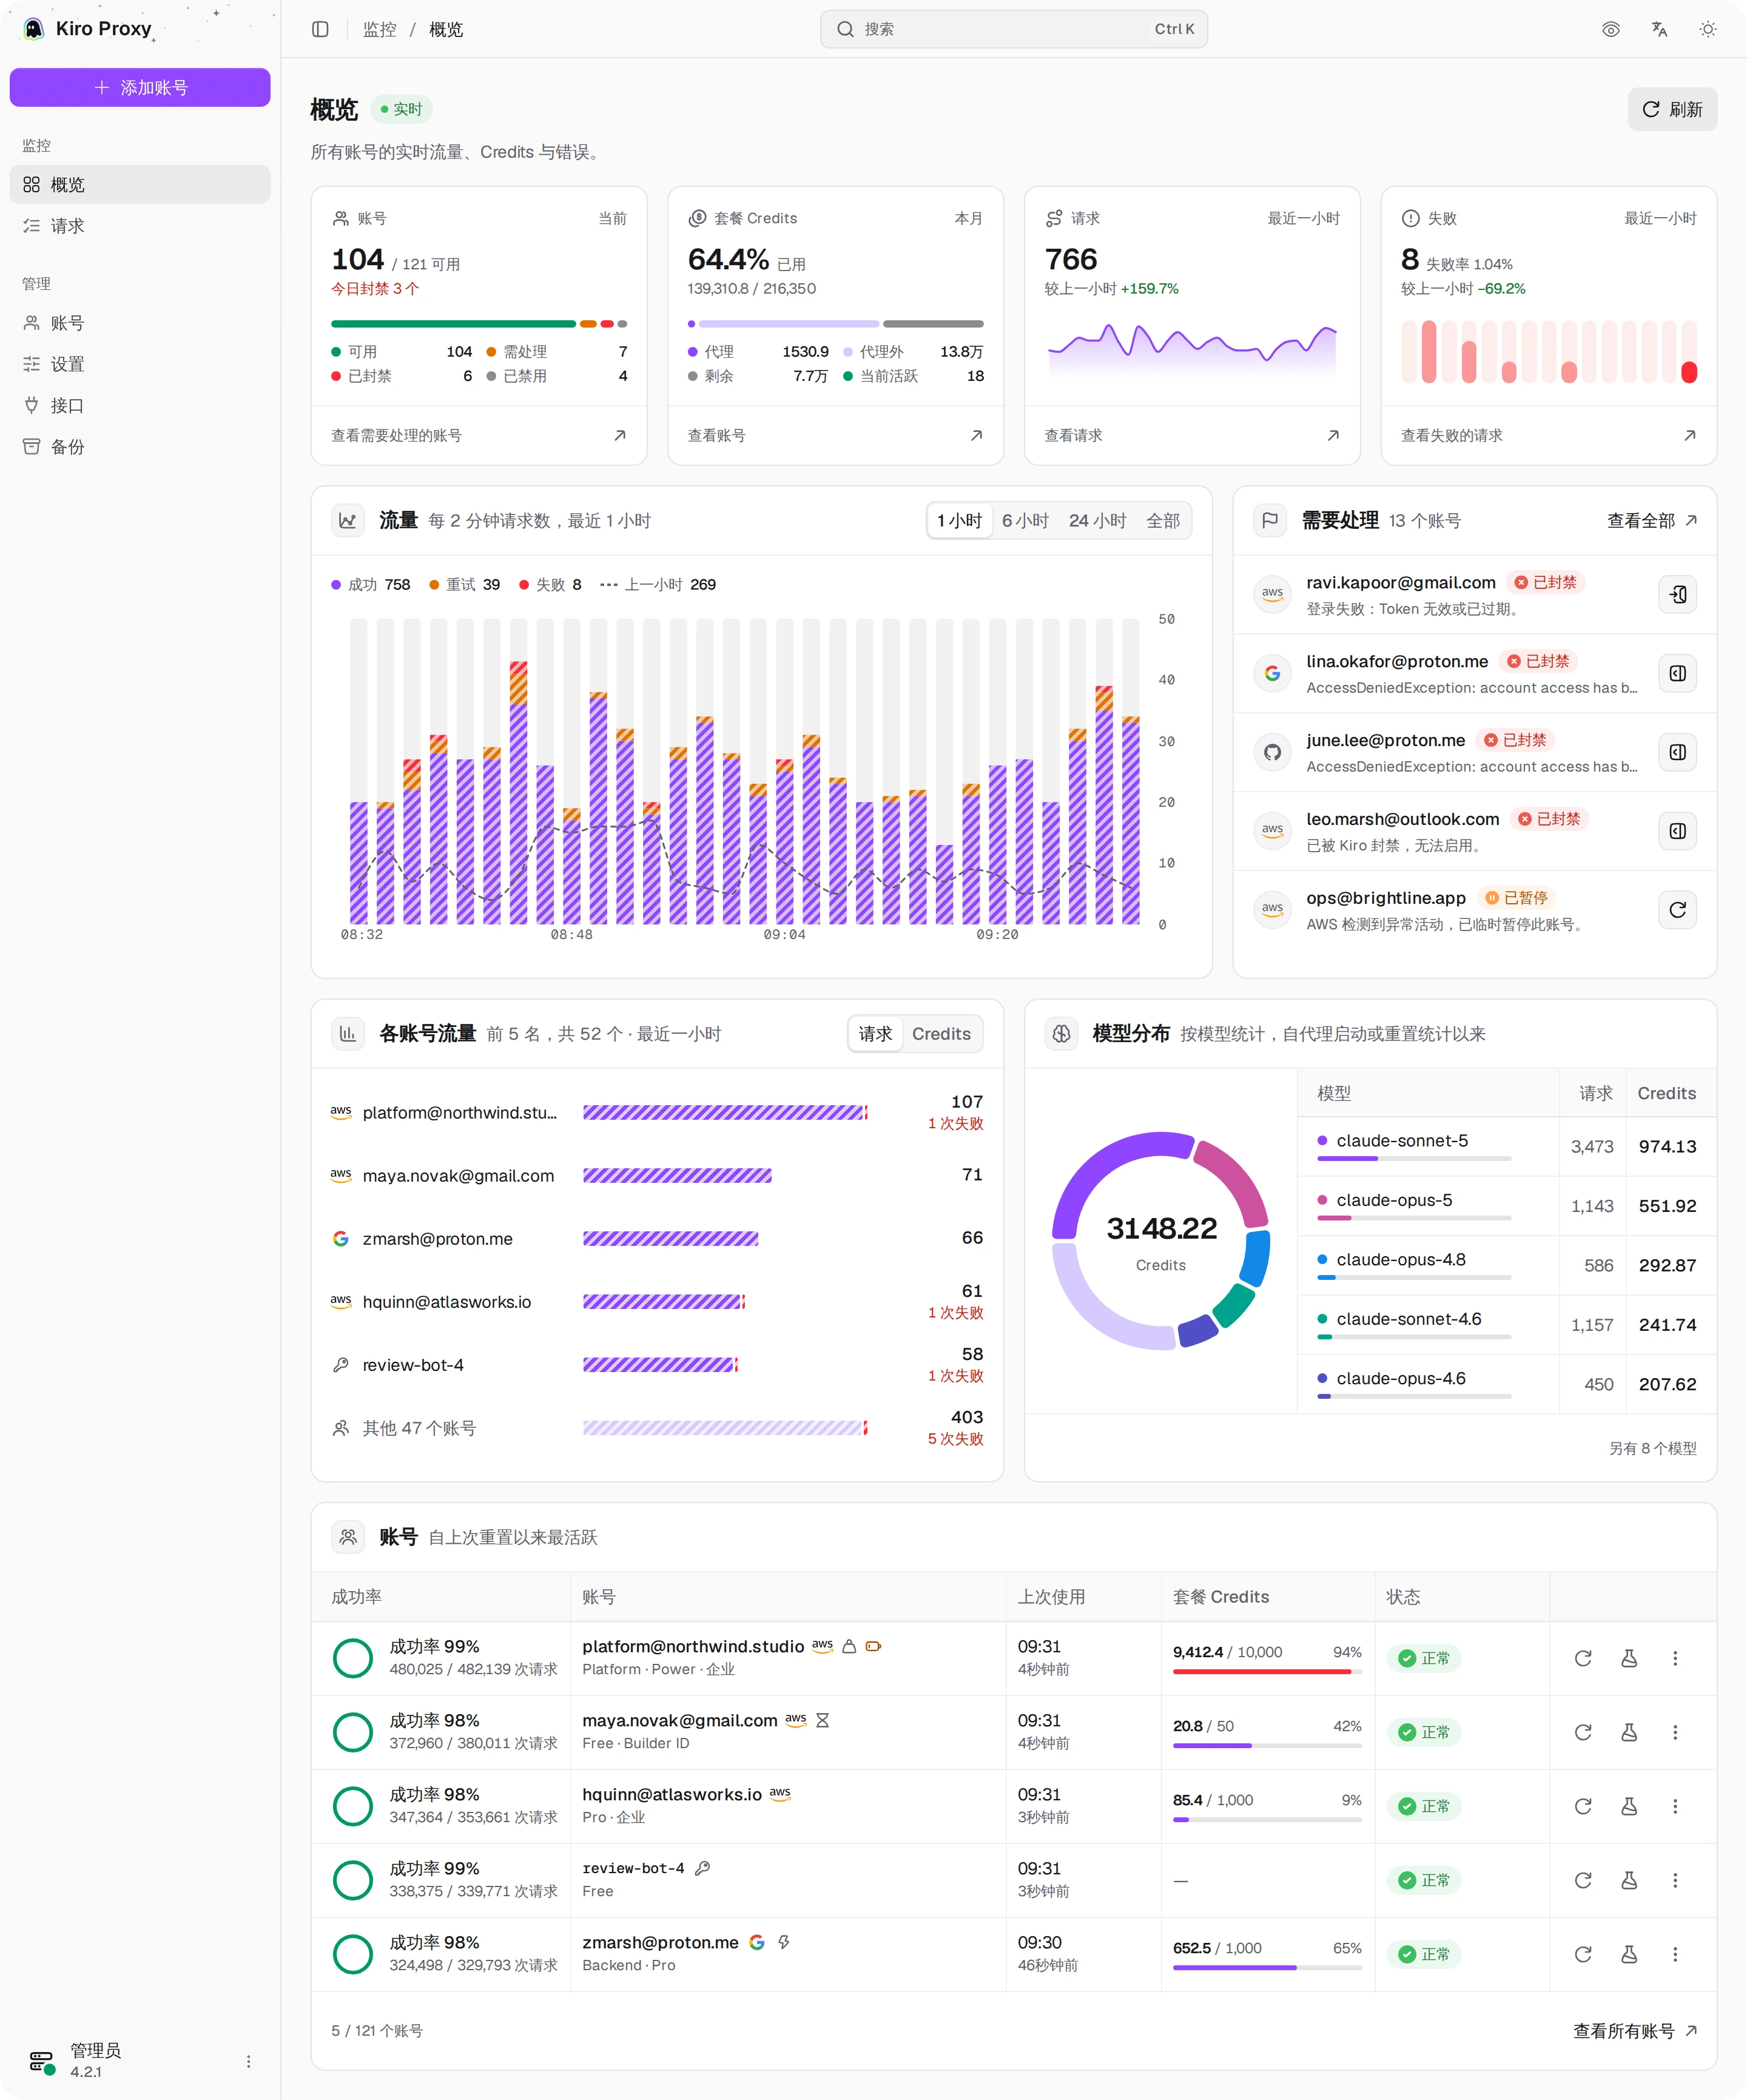 Kiro Proxy
添加账号
监控
概览
请求
管理
账号
设置
接口
备份
管理员
4.2.1
监控 / 概览
搜索 Ctrl K
概览 实时
刷新
所有账号的实时流量、Credits 与错误。
账号 当前
104 / 121 可用
今日封禁 3 个
可用 104 需处理 7
已封禁 6 已禁用 4
查看需要处理的账号
套餐 Credits 本月
64.4% 已用
139,310.8 / 216,350
代理 1530.9 代理外 13.8万
剩余 7.7万 当前活跃 18
查看账号
请求 最近一小时
766
较上一小时 +159.7%
查看请求
失败 最近一小时
8 失败率 1.04%
较上一小时 -69.2%
查看失败的请求
流量 每 2 分钟请求数，最近 1 小时
1 小时 6 小时 24 小时 全部
成功 758 重试 39 失败 8 上一小时 269
50
40
30
20
10
0
08:32 08:48 09:04 09:20
需要处理 13 个账号 查看全部
aws ravi.kapoor@gmail.com 已封禁
登录失败：Token 无效或已过期。
lina.okafor@proton.me 已封禁
AccessDeniedException: account access has b...
june.lee@proton.me 已封禁
AccessDeniedException: account access has b...
aws leo.marsh@outlook.com 已封禁
已被 Kiro 封禁，无法启用。
aws ops@brightline.app 已暂停
AWS 检测到异常活动，已临时暂停此账号。
各账号流量 前 5 名，共 52 个 · 最近一小时
请求 Credits
aws platform@northwind.stu... 107
1 次失败
aws maya.novak@gmail.com 71
zmarsh@proton.me 66
aws hquinn@atlasworks.io 61
1 次失败
review-bot-4 58
1 次失败
其他 47 个账号 403
5 次失败
模型分布 按模型统计，自代理启动或重置统计以来
3148.22
Credits
模型 请求 Credits
claude-sonnet-5 3,473 974.13
claude-opus-5 1,143 551.92
claude-opus-4.8 586 292.87
claude-sonnet-4.6 1,157 241.74
claude-opus-4.6 450 207.62
另有 8 个模型
账号 自上次重置以来最活跃
成功率 账号 上次使用 套餐 Credits 状态
成功率 99% platform@northwind.studio aws 09:31 9,412.4 / 10,000 94% 正常
480,025 / 482,139 次请求 Platform · Power · 企业 4秒钟前
成功率 98% maya.novak@gmail.com aws 09:31 20.8 / 50 42% 正常
372,960 / 380,011 次请求 Free · Builder ID 4秒钟前
成功率 98% hquinn@atlasworks.io aws 09:31 85.4 / 1,000 9% 正常
347,364 / 353,661 次请求 Pro · 企业 3秒钟前
成功率 99% review-bot-4 09:31 — 正常
338,375 / 339,771 次请求 Free 3秒钟前
成功率 98% zmarsh@proton.me 09:30 652.5 / 1,000 65% 正常
324,498 / 329,793 次请求 Backend · Pro 46秒钟前
5 / 121 个账号 查看所有账号